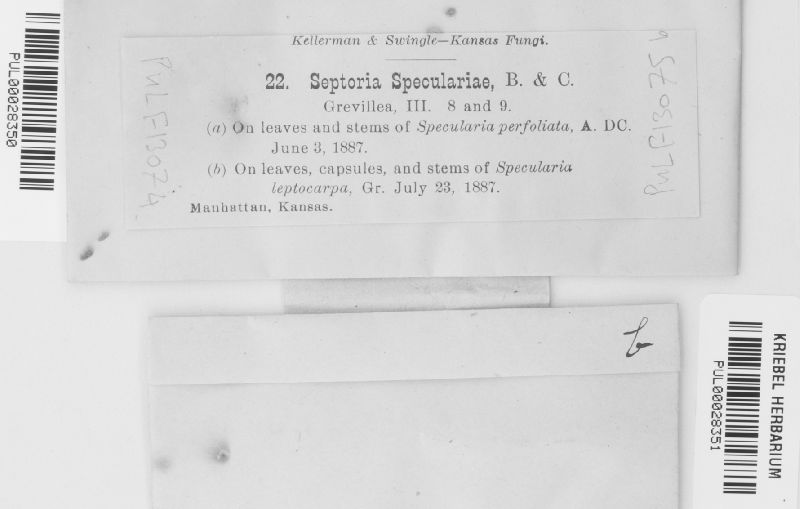 Kellerman & Swingle—Kansas Fungi.
22. Septoria Speculariae, B. & C.
Grevillea, III. 8 and 9.
(a) On leaves and stems of Specularia perfoliata, A. DC.
June 3, 1887.
(b) On leaves, capsules, and stems of Specularia
leptocarpa, Gr. July 23, 1887.
Manhattan, Kansas.
PUL00028350
PUL F13074
PUL F13075 b
b
KRIEBEL HERBARIUM
PUL00028351